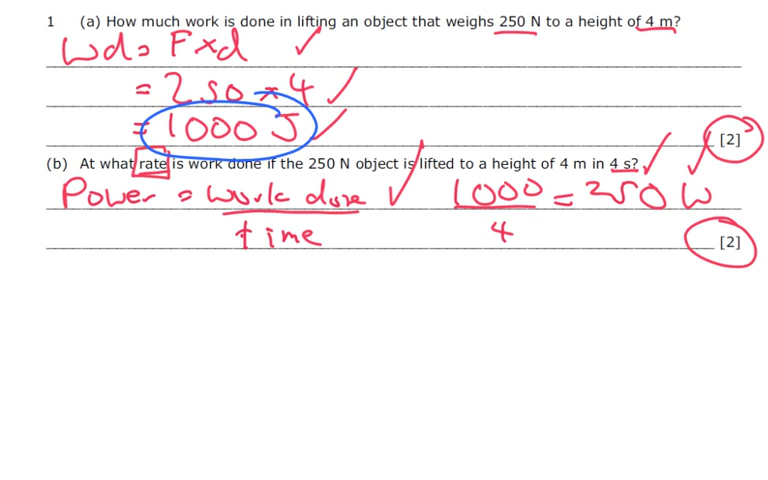 1 (a) How much work is done in lifting an object that weighs 250 N to a height of 4 m?
Wd = F x d
= 250 x 4
= 1000 J
[2]
(b) At what rate is work done if the 250 N object is lifted to a height of 4 m in 4 s?
Power = work done 1000 = 250 W
time 4
[2]